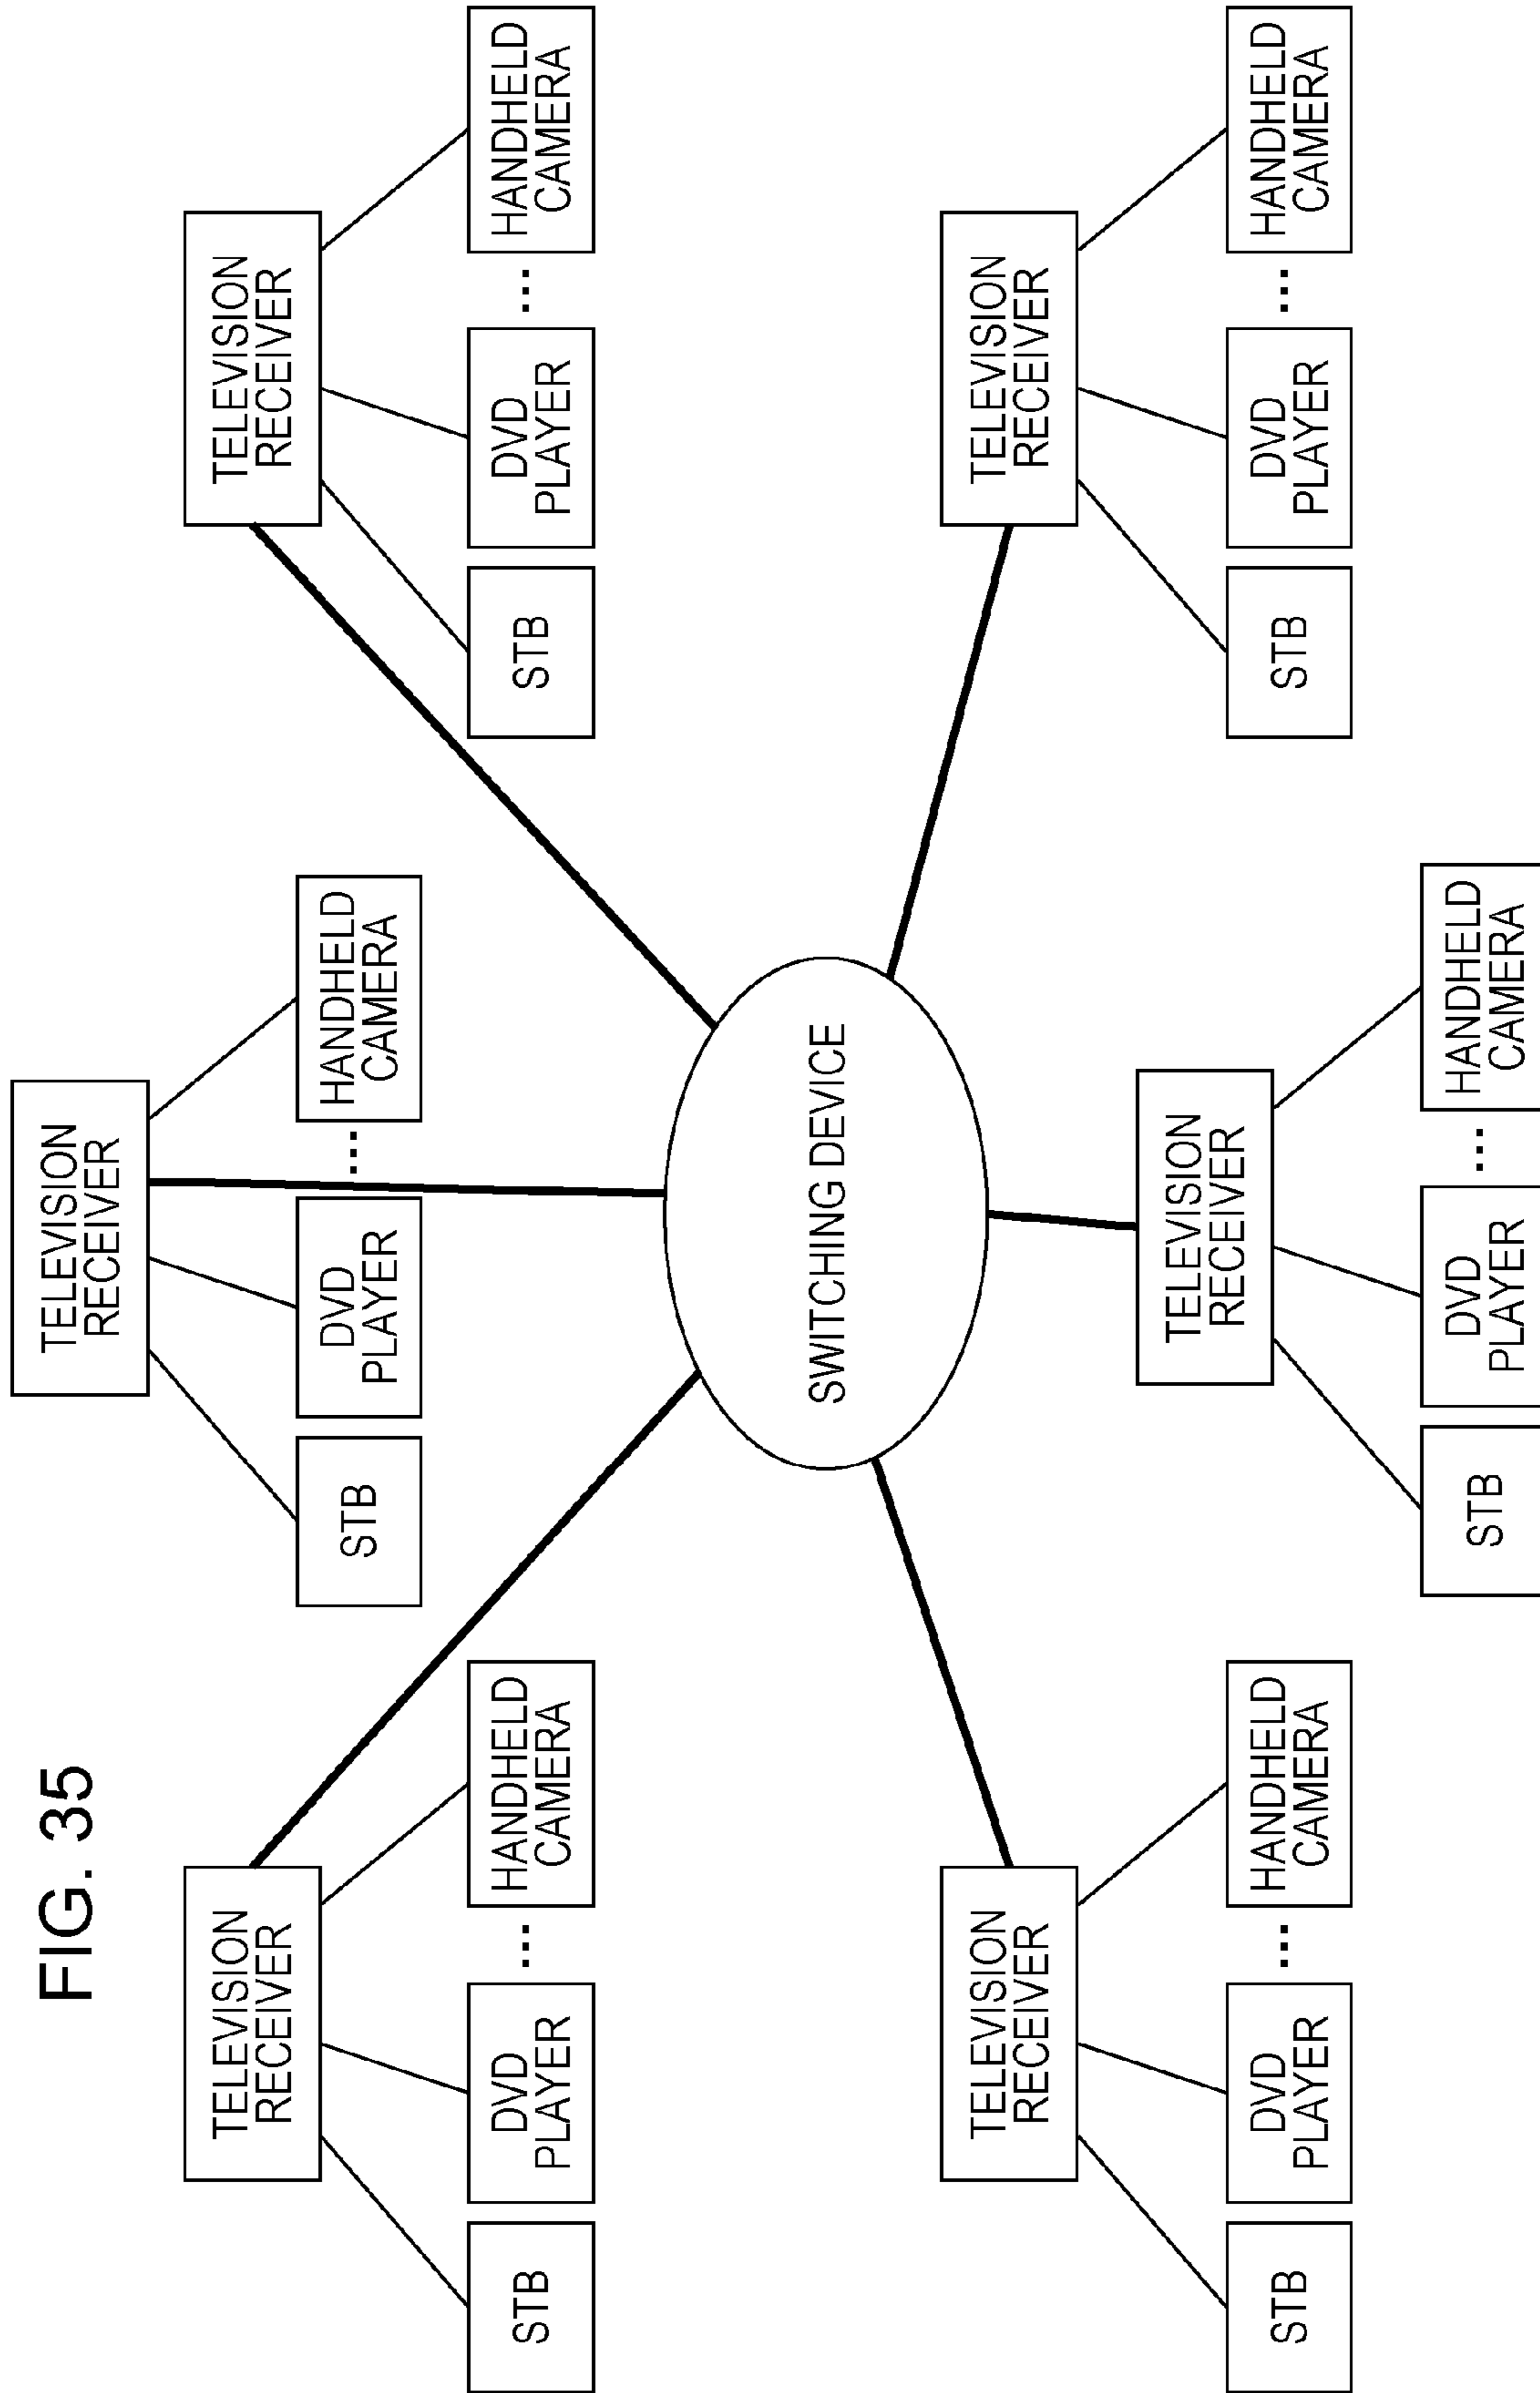 FIG. 35
TELEVISION
RECEIVER
STB
DVD
PLAYER
...
HANDHELD
CAMERA
TELEVISION
RECEIVER
STB
DVD
PLAYER
...
HANDHELD
CAMERA
TELEVISION
RECEIVER
STB
DVD
PLAYER
...
HANDHELD
CAMERA
SWITCHING DEVICE
TELEVISION
RECEIVER
STB
DVD
PLAYER
...
HANDHELD
CAMERA
TELEVISION
RECEIVER
STB
DVD
PLAYER
...
HANDHELD
CAMERA
TELEVISION
RECEIVER
STB
DVD
PLAYER
...
HANDHELD
CAMERA